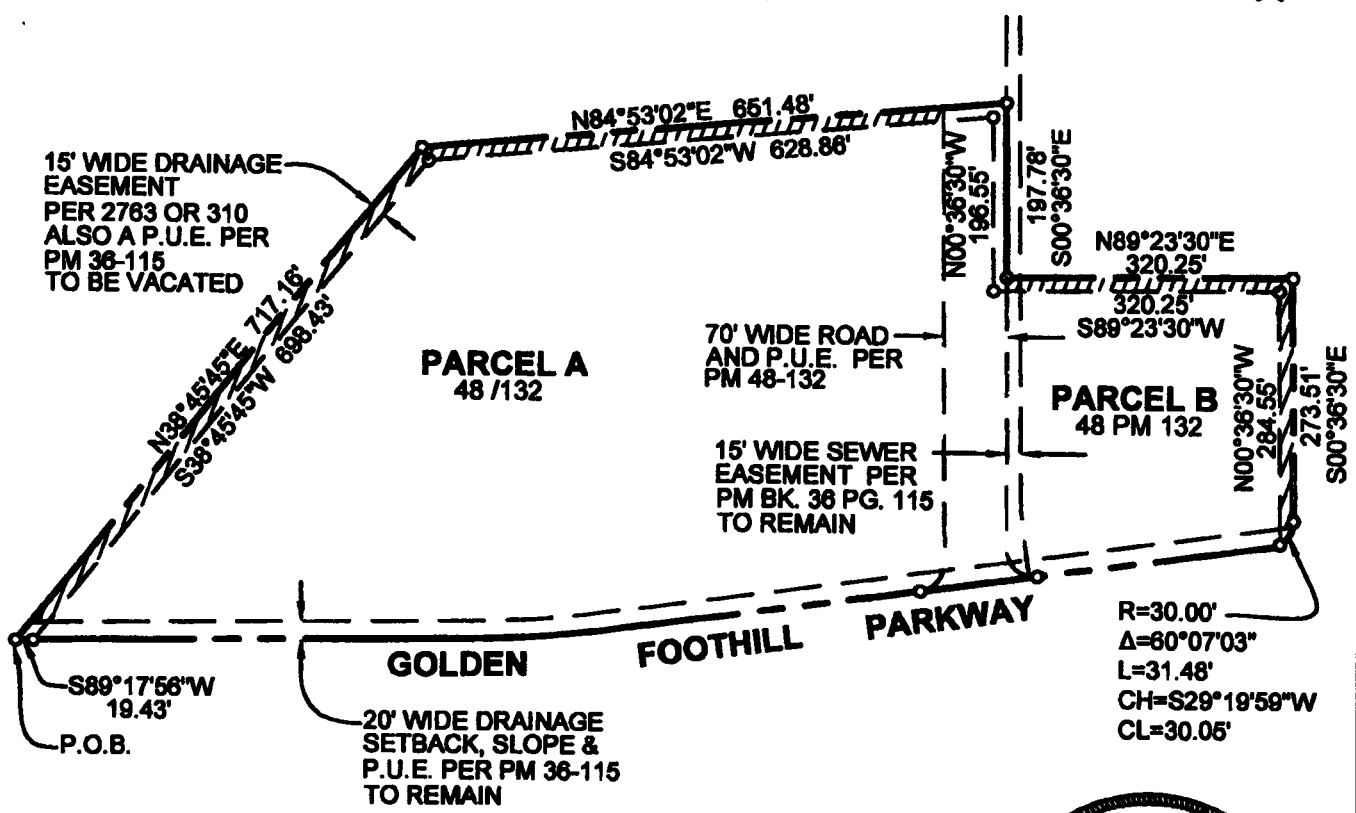 N84°53'02"E 651.48'
S84°53'02"W 628.86'
15' WIDE DRAINAGE
EASEMENT
PER 2763 OR 310
ALSO A P.U.E. PER
PM 36-115
TO BE VACATED
N00°36'30"W
196.55'
197.78'
S00°36'30"E
N89°23'30"E
320.25'
320.25'
S89°23'30"W
N38°45'45"E 717.16'
S38°45'45"W 698.43'
PARCEL A
48 /132
70' WIDE ROAD
AND P.U.E. PER
PM 48-132
PARCEL B
48 PM 132
N00°36'30"W
284.55'
273.51'
S00°36'30"E
15' WIDE SEWER
EASEMENT PER
PM BK. 36 PG. 115
TO REMAIN
GOLDEN FOOTHILL PARKWAY
S89°17'56"W
19.43'
P.O.B.
20' WIDE DRAINAGE
SETBACK, SLOPE &
P.U.E. PER PM 36-115
TO REMAIN
R=30.00'
Δ=60°07'03"
L=31.48'
CH=S29°19'59"W
CL=30.05'